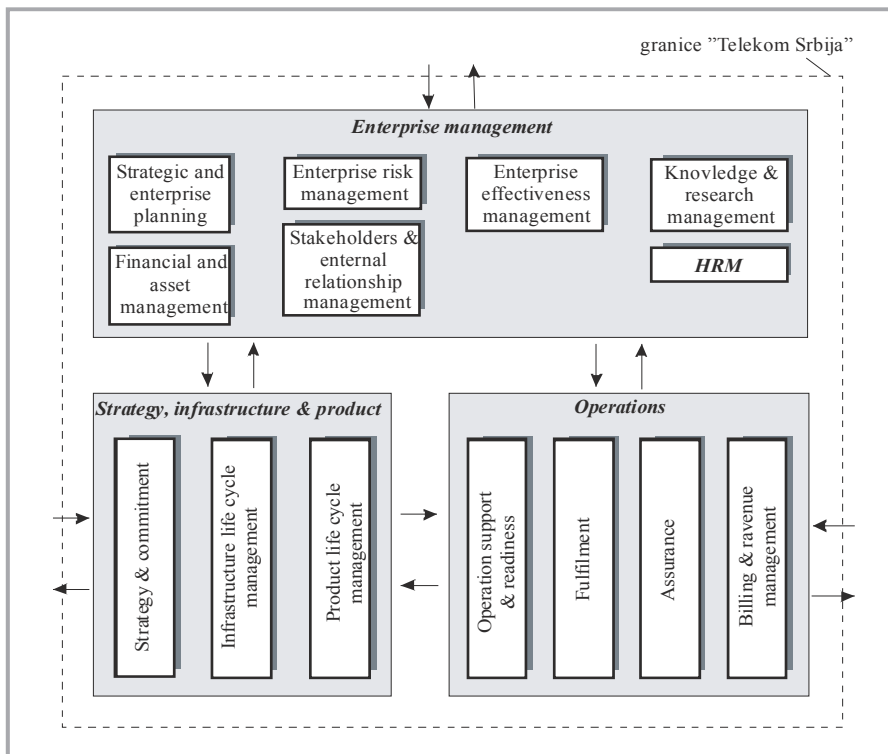 granice ”Telekom Srbija”
Enterprise management
Strategic and
enterprise
planning
Enterprise risk
management
Enterprise
effectiveness
management
Knovledge &
research
management
Financial and
asset
management
Stakeholders &
enternal
relationship
management
HRM
Strategy, infrastructure & product
Strategy & commitment
Infrastructure life cycle
management
Product life cycle
management
Operations
Operation support
& readiness
Fulfilment
Assurance
Billing & ravenue
management